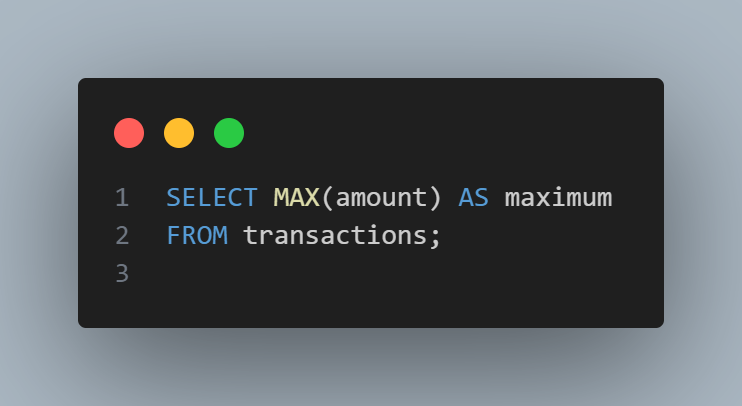 1 SELECT MAX(amount) AS maximum
2 FROM transactions;
3